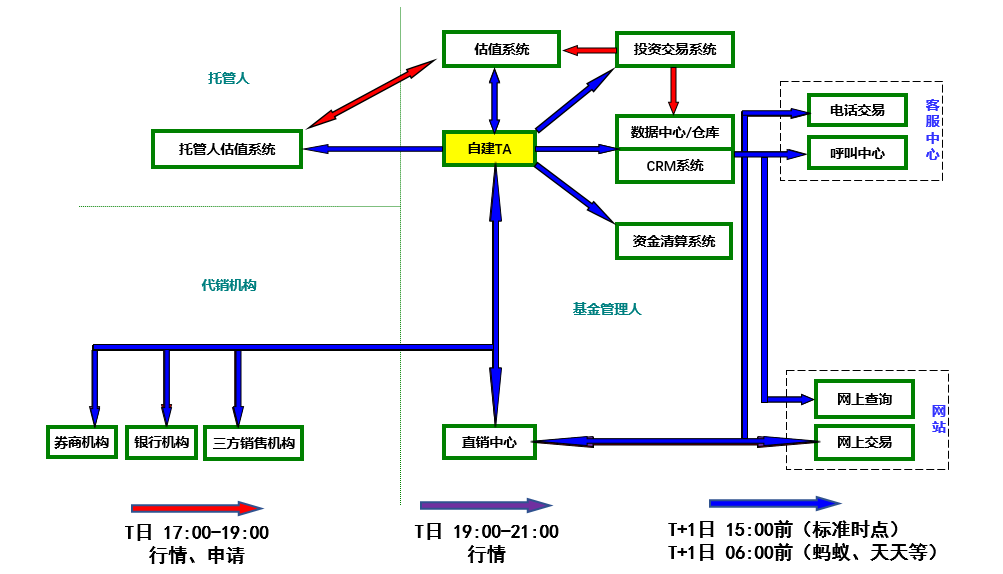 估值系统
投资交易系统
托管人
客服中心
电话交易
数据中心/仓库
托管人估值系统
自建TA
呼叫中心
CRM系统
资金清算系统
代销机构
基金管理人
网上查询
网站
券商机构
银行机构
三方销售机构
直销中心
网上交易
T日 17:00-19:00
行情、申请
T日 19:00-21:00
行情
T+1日 15:00前（标准时点）
T+1日 06:00前（蚂蚁、天天等）